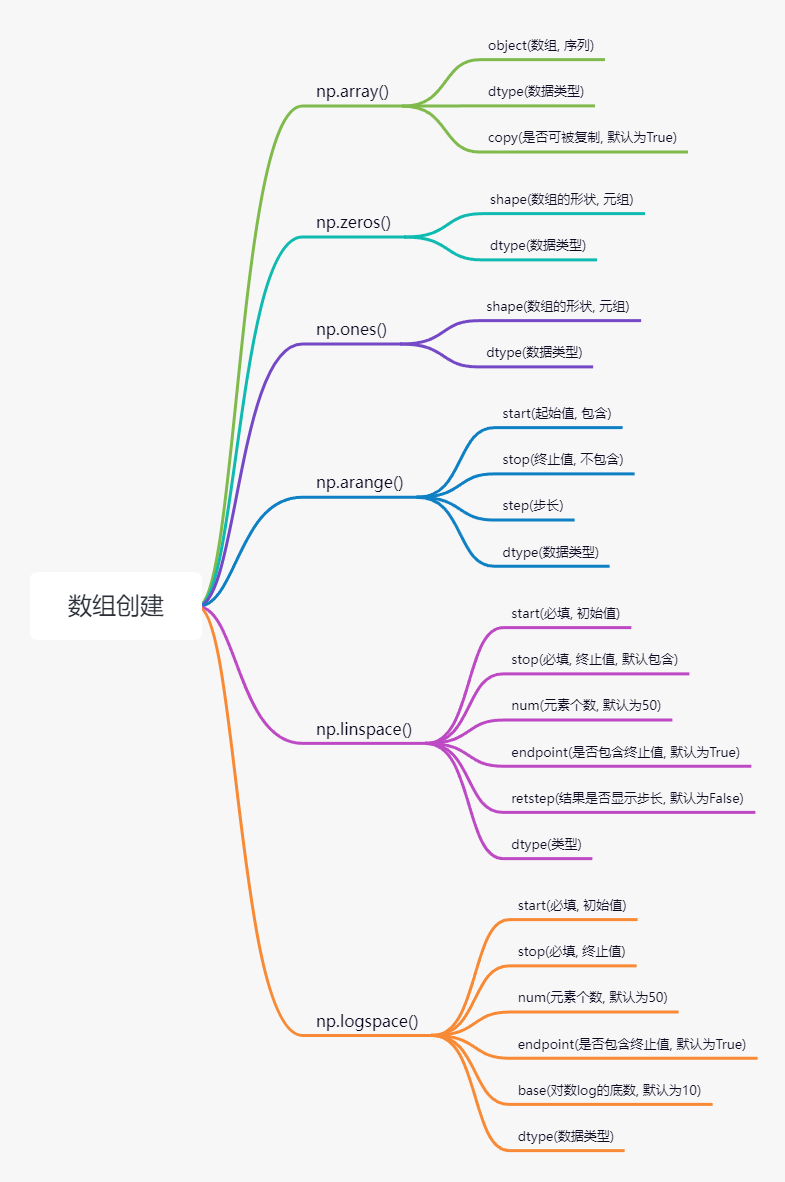 数组创建
np.array()
object(数组, 序列)
dtype(数据类型)
copy(是否可被复制, 默认为True)
np.zeros()
shape(数组的形状, 元组)
dtype(数据类型)
np.ones()
shape(数组的形状, 元组)
dtype(数据类型)
np.arange()
start(起始值, 包含)
stop(终止值, 不包含)
step(步长)
dtype(数据类型)
np.linspace()
start(必填, 初始值)
stop(必填, 终止值, 默认包含)
num(元素个数, 默认为50)
endpoint(是否包含终止值, 默认为True)
retstep(结果是否显示步长, 默认为False)
dtype(类型)
np.logspace()
start(必填, 初始值)
stop(必填, 终止值)
num(元素个数, 默认为50)
endpoint(是否包含终止值, 默认为True)
base(对数log的底数, 默认为10)
dtype(数据类型)